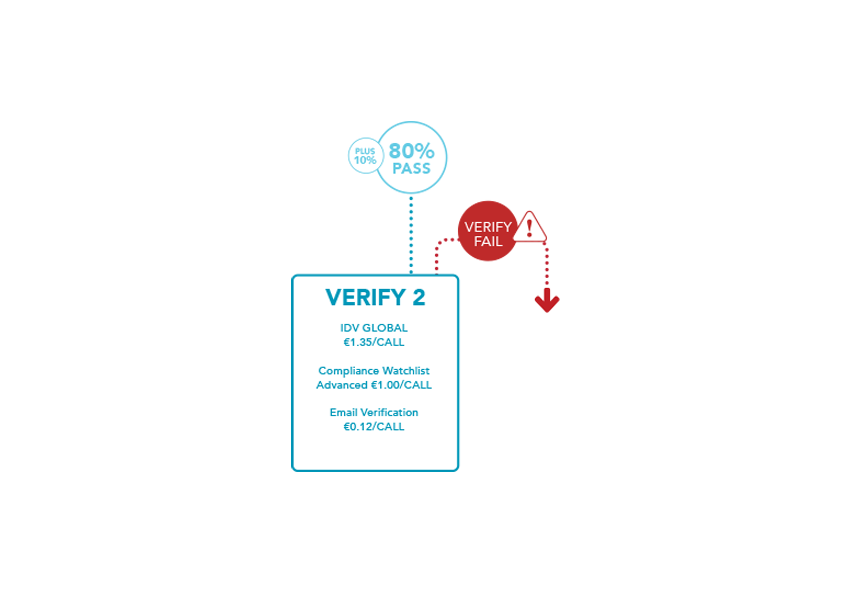 PLUS
10%
80%
PASS
VERIFY
FAIL
!
VERIFY 2
IDV GLOBAL
€1.35/CALL
Compliance Watchlist
Advanced €1.00/CALL
Email Verification
€0.12/CALL